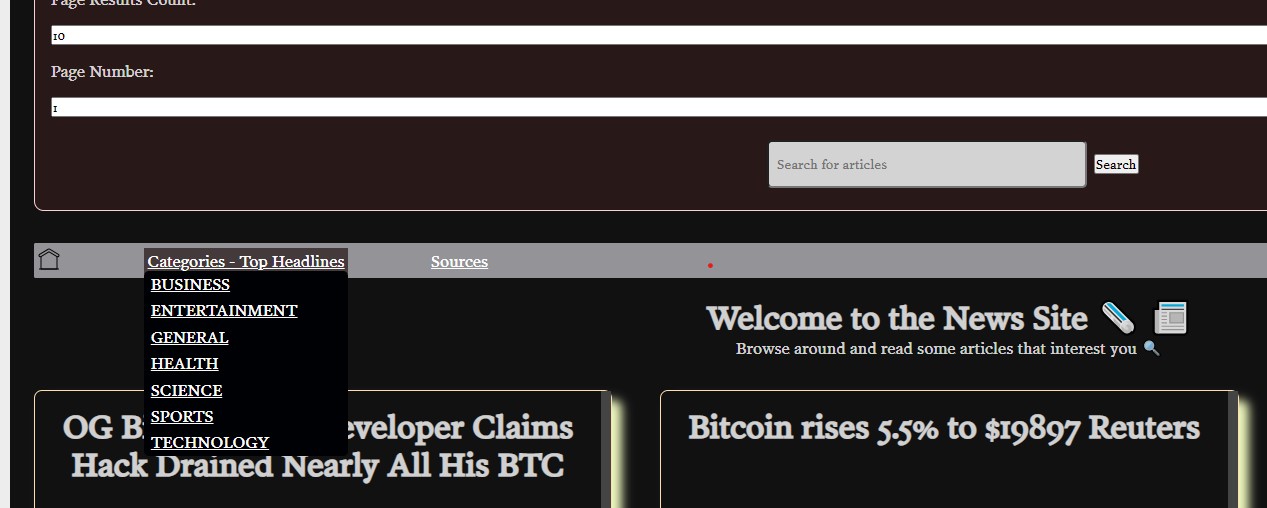 Page Results Count:
10
Page Number:
1
Search for articles
Search
Categories - Top Headlines
Sources
BUSINESS
ENTERTAINMENT
GENERAL
HEALTH
SCIENCE
SPORTS
TECHNOLOGY
Welcome to the News Site
Browse around and read some articles that interest you
OG B eveloper Claims
Hack Drained Nearly All His BTC
Bitcoin rises 5.5% to $19897 Reuters